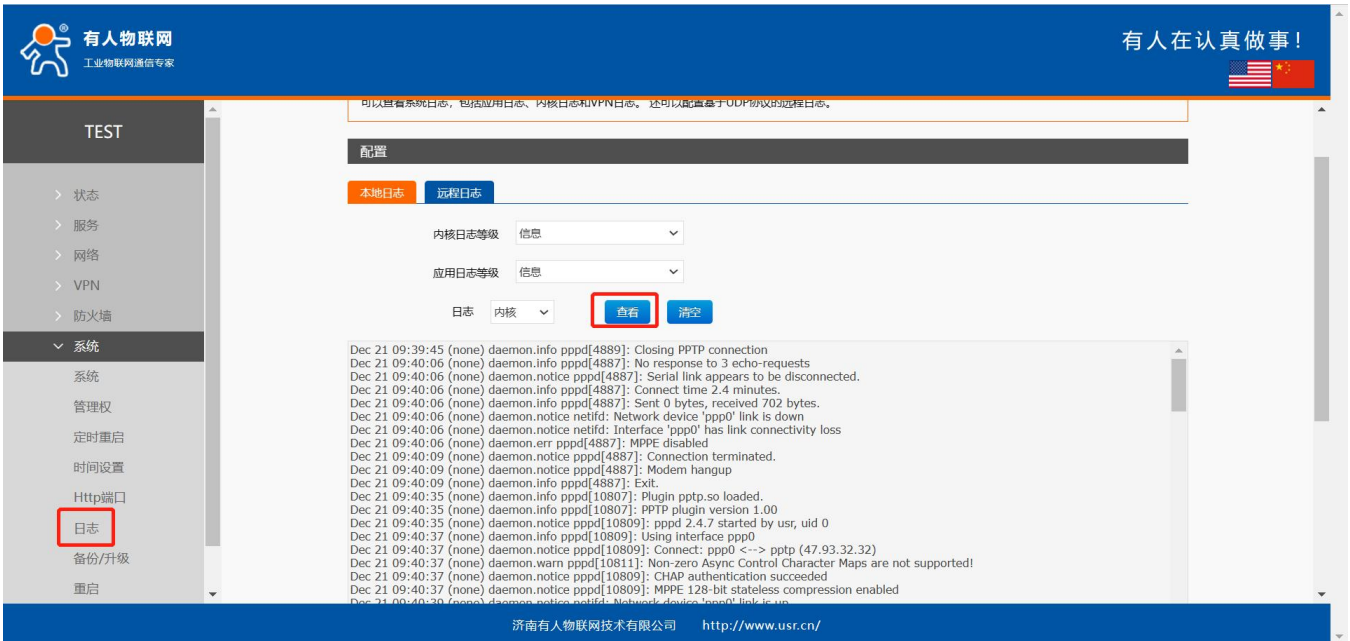 有人物联网
工业物联网通信专家
有人在认真做事！
TEST
状态
服务
网络
VPN
防火墙
系统
系统
管理权
定时重启
时间设置
Http端口
日志
备份/升级
重启
可以查看系统日志，包括应用日志、内核日志和VPN日志。 还可以配置基于UDP协议的远程日志。
配置
本地日志 远程日志
内核日志等级 信息
应用日志等级 信息
日志 内核 查看 清空
Dec 21 09:39:45 (none) daemon.info pppd[4889]: Closing PPTP connection
Dec 21 09:40:06 (none) daemon.info pppd[4887]: No response to 3 echo-requests
Dec 21 09:40:06 (none) daemon.notice pppd[4887]: Serial link appears to be disconnected.
Dec 21 09:40:06 (none) daemon.info pppd[4887]: Connect time 2.4 minutes.
Dec 21 09:40:06 (none) daemon.info pppd[4887]: Sent 0 bytes, received 702 bytes.
Dec 21 09:40:06 (none) daemon.notice netifd: Network device 'ppp0' link is down
Dec 21 09:40:06 (none) daemon.notice netifd: Interface 'ppp0' has link connectivity loss
Dec 21 09:40:06 (none) daemon.err pppd[4887]: MPPE disabled
Dec 21 09:40:09 (none) daemon.notice pppd[4887]: Connection terminated.
Dec 21 09:40:09 (none) daemon.notice pppd[4887]: Modem hangup
Dec 21 09:40:09 (none) daemon.info pppd[4887]: Exit.
Dec 21 09:40:35 (none) daemon.info pppd[10807]: Plugin pptp.so loaded.
Dec 21 09:40:35 (none) daemon.info pppd[10807]: PPTP plugin version 1.00
Dec 21 09:40:35 (none) daemon.notice pppd[10809]: pppd 2.4.7 started by usr, uid 0
Dec 21 09:40:37 (none) daemon.info pppd[10809]: Using interface ppp0
Dec 21 09:40:37 (none) daemon.notice pppd[10809]: Connect: ppp0 <--> pptp (47.93.32.32)
Dec 21 09:40:37 (none) daemon.warn pppd[10811]: Non-zero Async Control Character Maps are not supported!
Dec 21 09:40:37 (none) daemon.notice pppd[10809]: CHAP authentication succeeded
Dec 21 09:40:37 (none) daemon.notice pppd[10809]: MPPE 128-bit stateless compression enabled
Dec 21 09:40:39 (none) daemon.notice netifd: Network device 'ppp0' link is up
济南有人物联网技术有限公司 http://www.usr.cn/